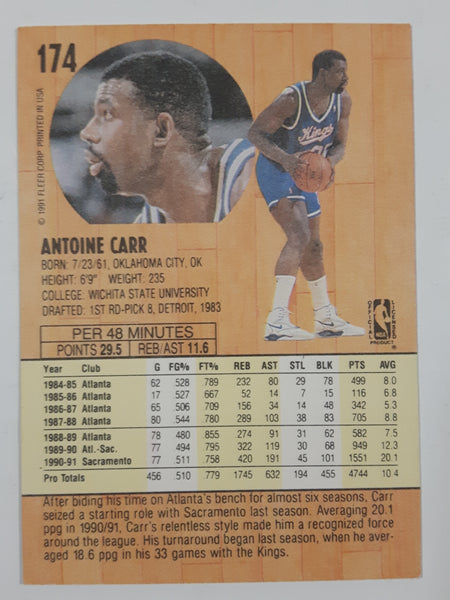 174
© 1991 FLEER CORP. PRINTED IN USA
Kings
ANTOINE CARR
BORN: 7/23/61, OKLAHOMA CITY, OK
HEIGHT: 6'9" WEIGHT: 235
COLLEGE: WICHITA STATE UNIVERSITY
DRAFTED: 1ST RD-PICK 8, DETROIT, 1983
OFFICIAL NBA LICENSED PRODUCT
PER 48 MINUTES
POINTS 29.5 REB/AST 11.6
Year Club G FG% FT% REB AST STL BLK PTS AVG
1984-85 Atlanta 62 .528 .789 232 80 29 78 499 8.0
1985-86 Atlanta 17 .527 .667 52 14 7 15 116 6.8
1986-87 Atlanta 65 .506 .709 156 34 14 48 342 5.3
1987-88 Atlanta 80 .544 .780 289 103 38 83 705 8.8
1988-89 Atlanta 78 .480 .855 274 91 31 62 582 7.5
1989-90 Atl.-Sac. 77 .494 .795 322 119 30 68 949 12.3
1990-91 Sacramento 77 .511 .758 420 191 45 101 1551 20.1
Pro Totals 456 .510 .779 1745 632 194 455 4744 10.4
After biding his time on Atlanta's bench for almost six seasons, Carr
seized a starting role with Sacramento last season. Averaging 20.1
ppg in 1990/91, Carr's relentless style made him a recognized force
around the league. His turnaround began last season, when he aver-
aged 18.6 ppg in his 33 games with the Kings.